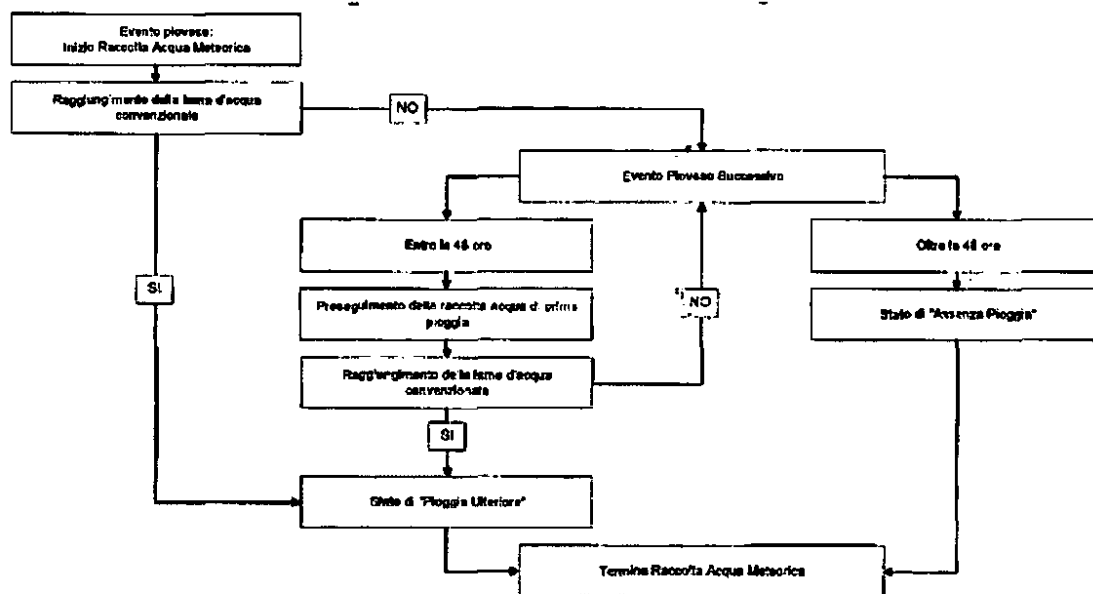 Evento piovoso:
Inizio Raccolta Acqua Meteorica
Raggiungimento della lama d'acqua
convenzionale
NO
Evento Piovoso Successivo
Entro le 48 ore
Oltre le 48 ore
SI
Proseguimento della raccolta acqua di prima
pioggia
NO
Stato di "Assenza Pioggia"
Raggiungimento della lama d'acqua
convenzionale
SI
Stato di "Pioggia Ulteriore"
Termine Raccolta Acqua Meteorica